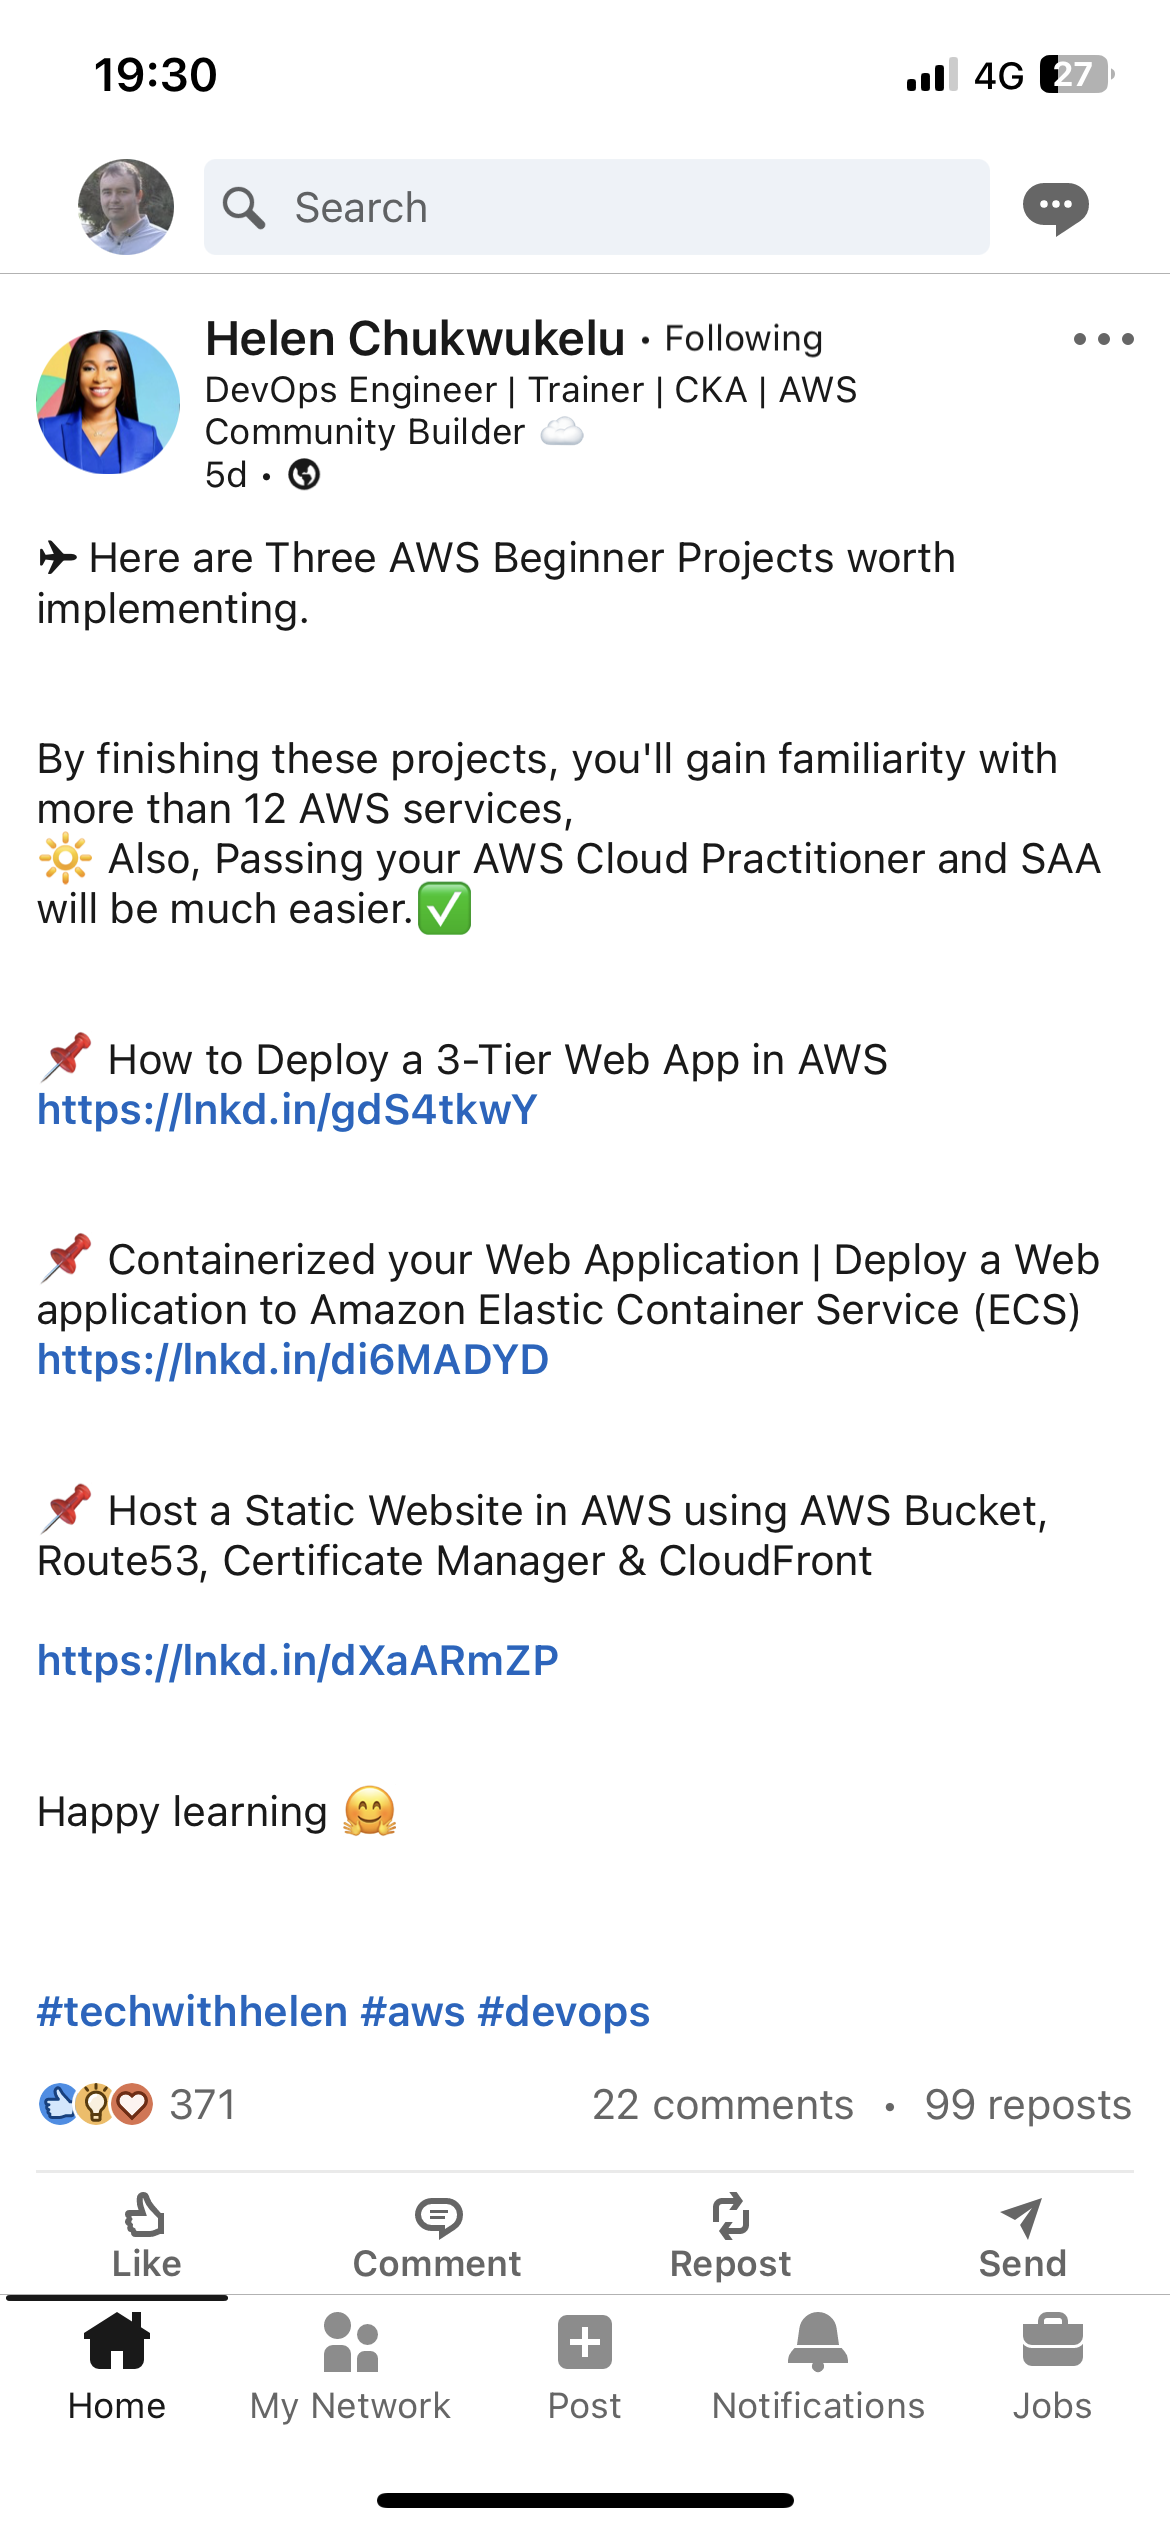 19:30
4G 27
Search
Helen Chukwukelu • Following
DevOps Engineer | Trainer | CKA | AWS
Community Builder ☁️
5d •
✈ Here are Three AWS Beginner Projects worth
implementing.
By finishing these projects, you'll gain familiarity with
more than 12 AWS services,
🔆 Also, Passing your AWS Cloud Practitioner and SAA
will be much easier.✅
📌 How to Deploy a 3-Tier Web App in AWS
https://lnkd.in/gdS4tkwY
📌 Containerized your Web Application | Deploy a Web
application to Amazon Elastic Container Service (ECS)
https://lnkd.in/di6MADYD
📌 Host a Static Website in AWS using AWS Bucket,
Route53, Certificate Manager & CloudFront
https://lnkd.in/dXaARmZP
Happy learning 🤗
#techwithhelen #aws #devops
371 22 comments • 99 reposts
Like Comment Repost Send
Home My Network Post Notifications Jobs